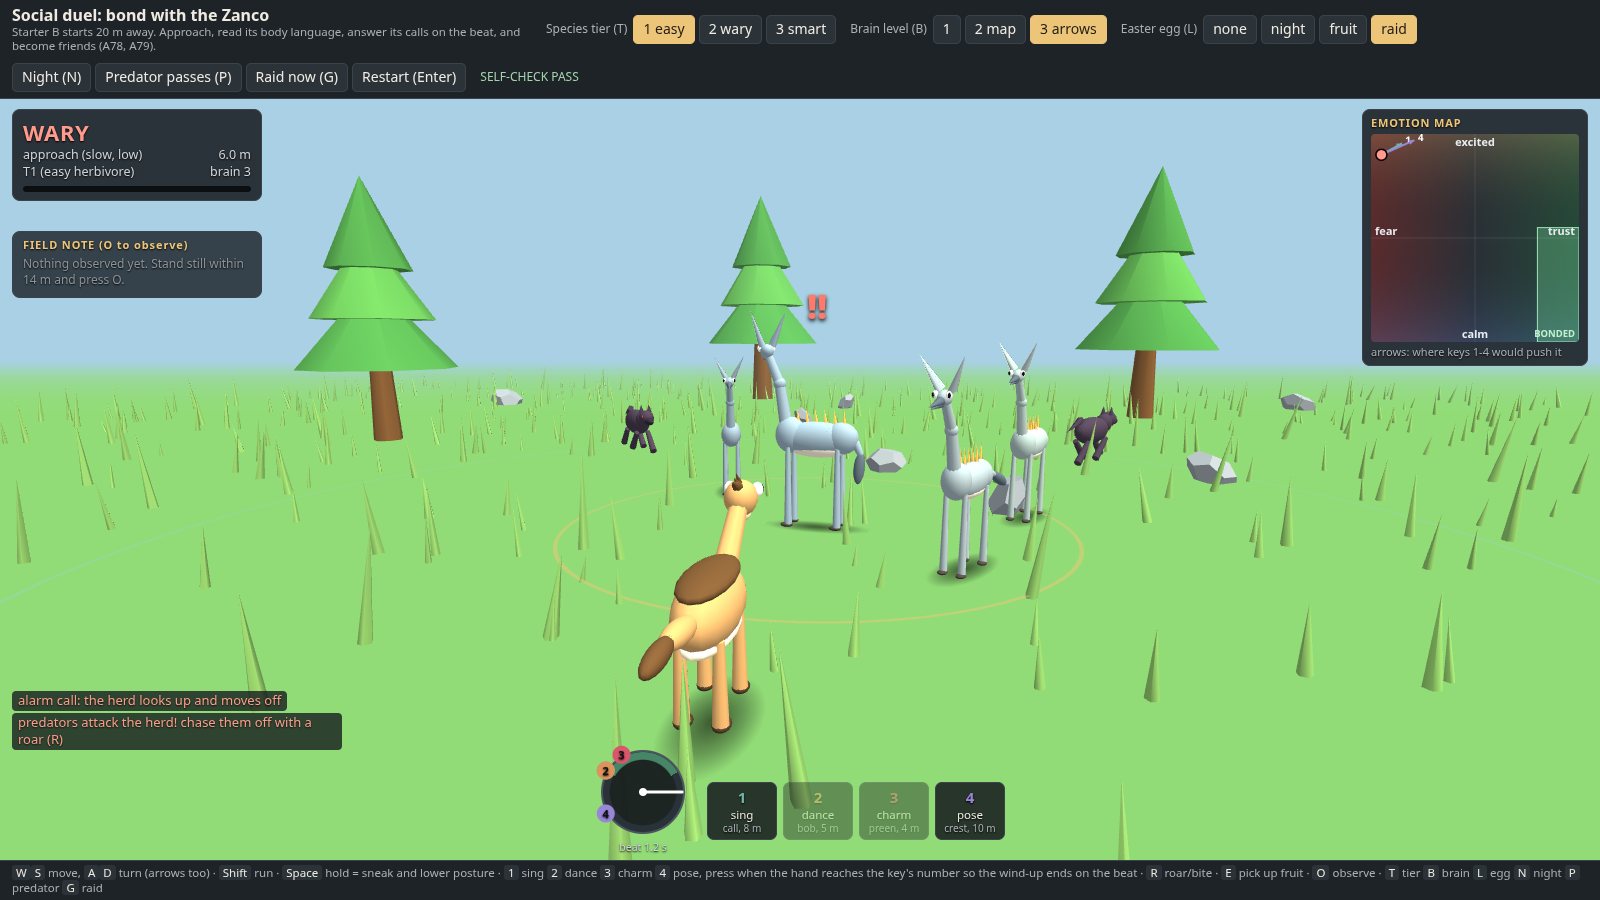 Social duel: bond with the Zanco
Starter B starts 20 m away. Approach, read its body language, answer its calls on the beat, and
become friends (A78, A79).
Species tier (T) 1 easy 2 wary 3 smart Brain level (B) 1 2 map 3 arrows Easter egg (L) none night fruit raid
Night (N) Predator passes (P) Raid now (G) Restart (Enter) SELF-CHECK PASS
WARY
approach (slow, low) 6.0 m
T1 (easy herbivore) brain 3
FIELD NOTE (O to observe)
Nothing observed yet. Stand still within
14 m and press O.
EMOTION MAP
1 4
excited
fear trust
calm BONDED
arrows: where keys 1-4 would push it
!!
alarm call: the herd looks up and moves off
predators attack the herd! chase them off with a
roar (R)
3
2
4
beat 1.2 s
1 2 3 4
sing dance charm pose
call, 8 m bob, 5 m preen, 4 m crest, 10 m
W S move, A D turn (arrows too) · Shift run · Space hold = sneak and lower posture · 1 sing 2 dance 3 charm 4 pose, press when the hand reaches the key's number so the wind-up ends on the beat · R roar/bite · E pick up fruit · O observe · T tier B brain L egg N night P
predator G raid